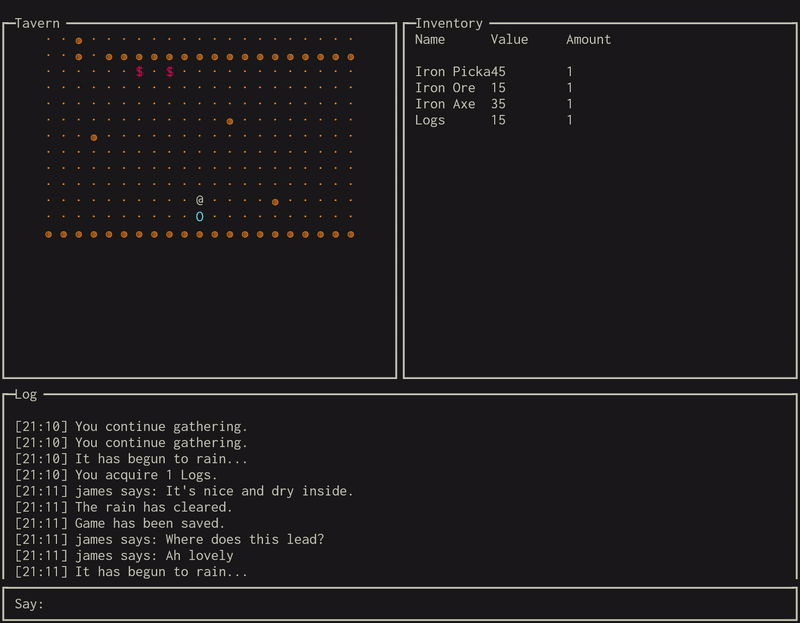 Tavern
$ $
@
O
Inventory
Name Value Amount
Iron Picka45 1
Iron Ore 15 1
Iron Axe 35 1
Logs 15 1
Log
[21:10] You continue gathering.
[21:10] You continue gathering.
[21:10] It has begun to rain...
[21:10] You acquire 1 Logs.
[21:11] james says: It's nice and dry inside.
[21:11] The rain has cleared.
[21:11] Game has been saved.
[21:11] james says: Where does this lead?
[21:11] james says: Ah lovely
[21:11] It has begun to rain...
Say: